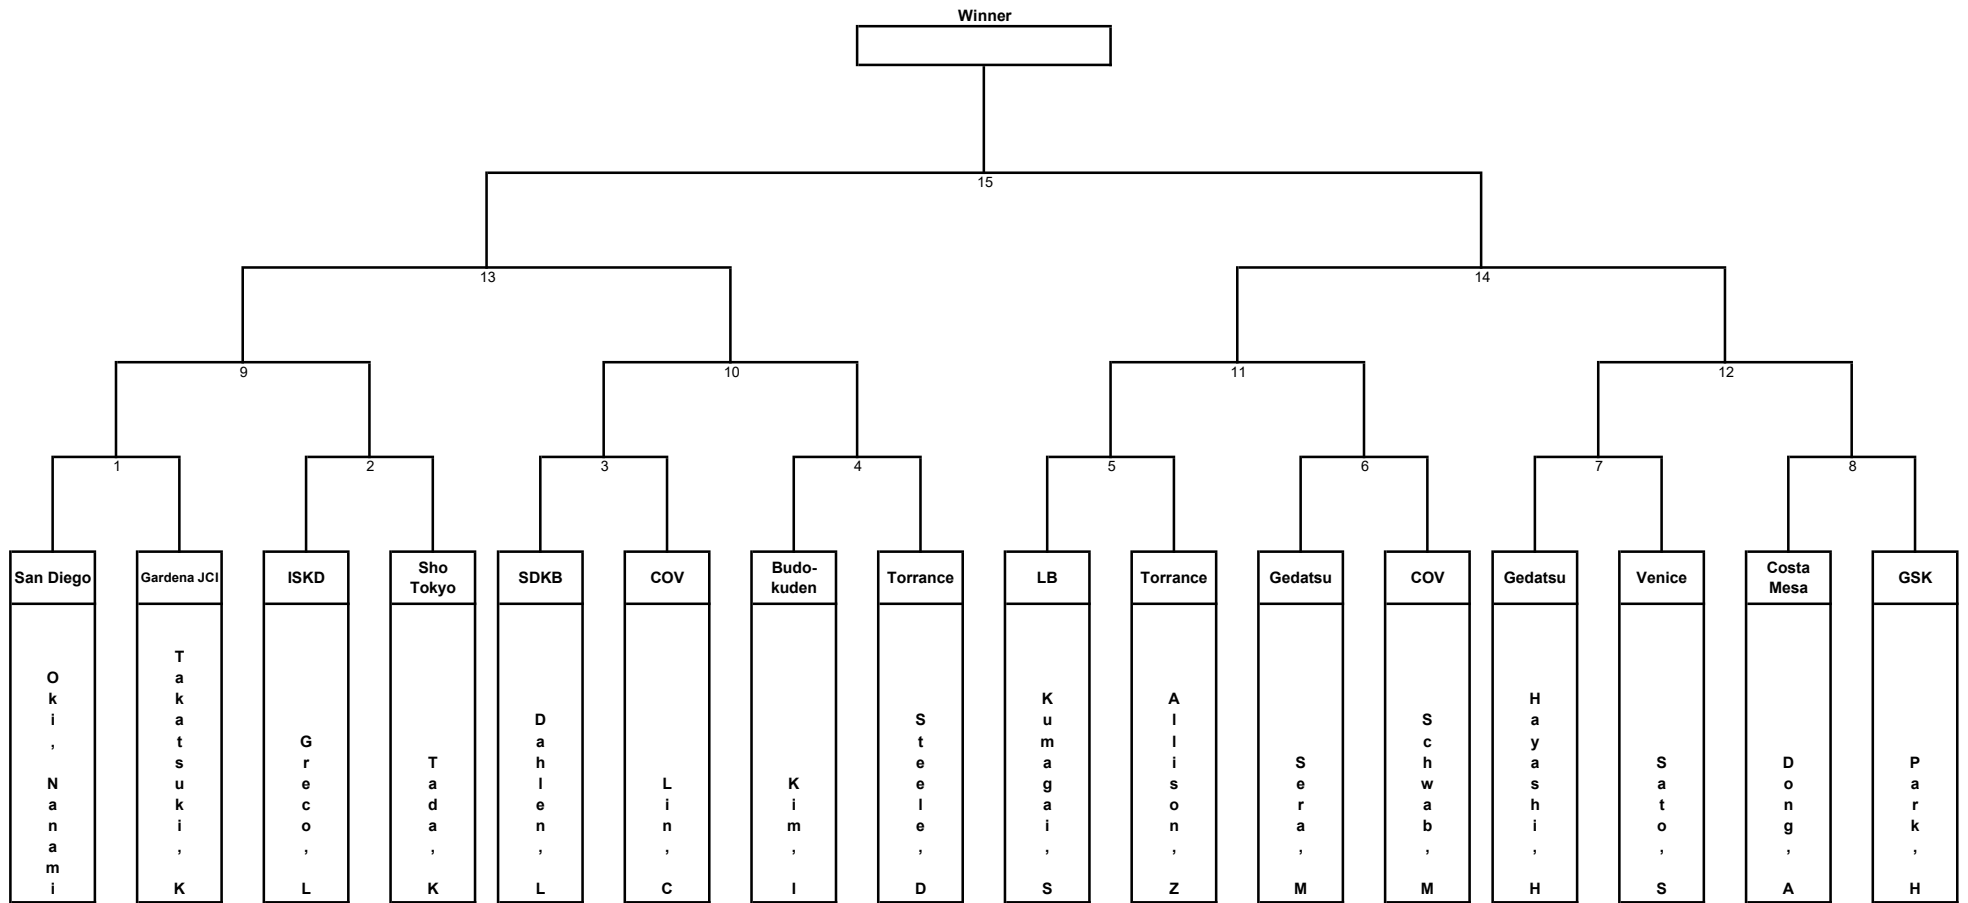 Winner
15
13
14
9
10
11
12
1
2
3
4
5
6
7
8
San Diego
Gardena JCI
ISKD
Sho
Tokyo
SDKB
COV
Budo-
kuden
Torrance
LB
Torrance
Gedatsu
COV
Gedatsu
Venice
Costa
Mesa
GSK
Oki, Nanami
Takatsuki, K
Greco, L
Tada, K
Dahlen, L
Lin, C
Kim, I
Steele, D
Kumagai, S
Allison, Z
Sera, M
Schwab, M
Hayashi, H
Sato, S
Dong, A
Park, H